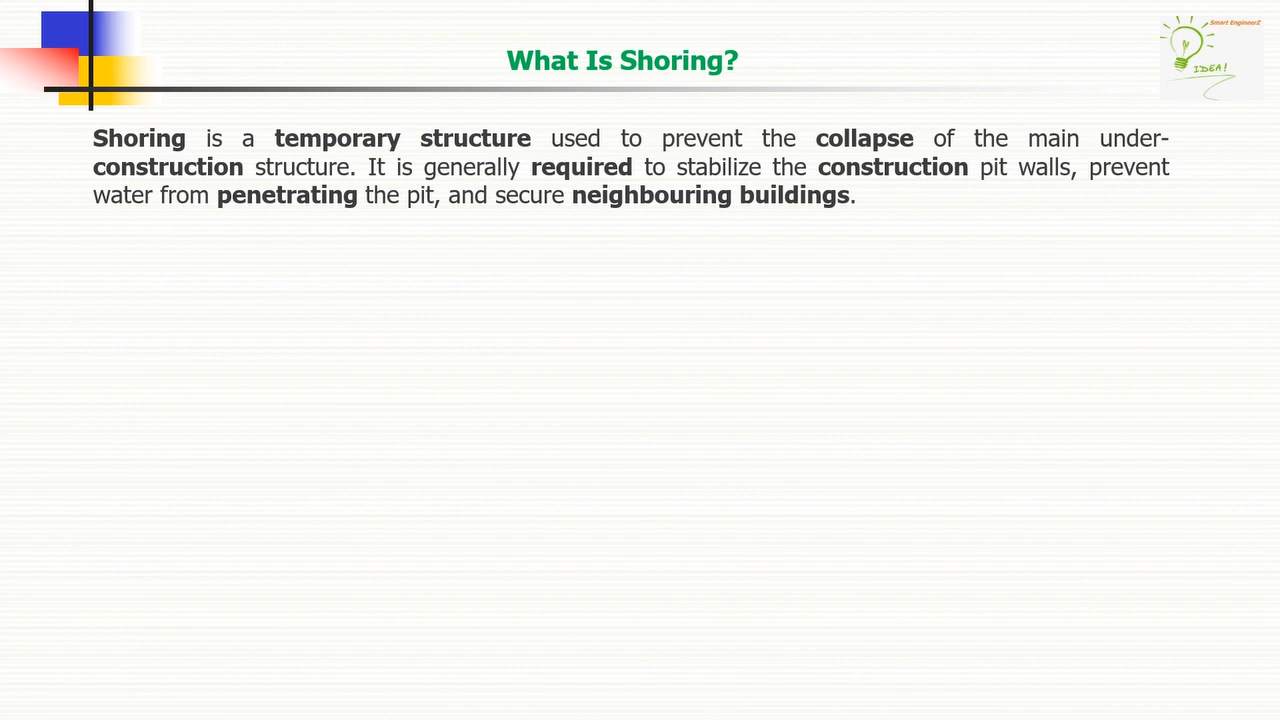 Smart EngineerZ
What Is Shoring?
IDEA!
Shoring is a temporary structure used to prevent the collapse of the main under-
construction structure. It is generally required to stabilize the construction pit walls, prevent
water from penetrating the pit, and secure neighbouring buildings.